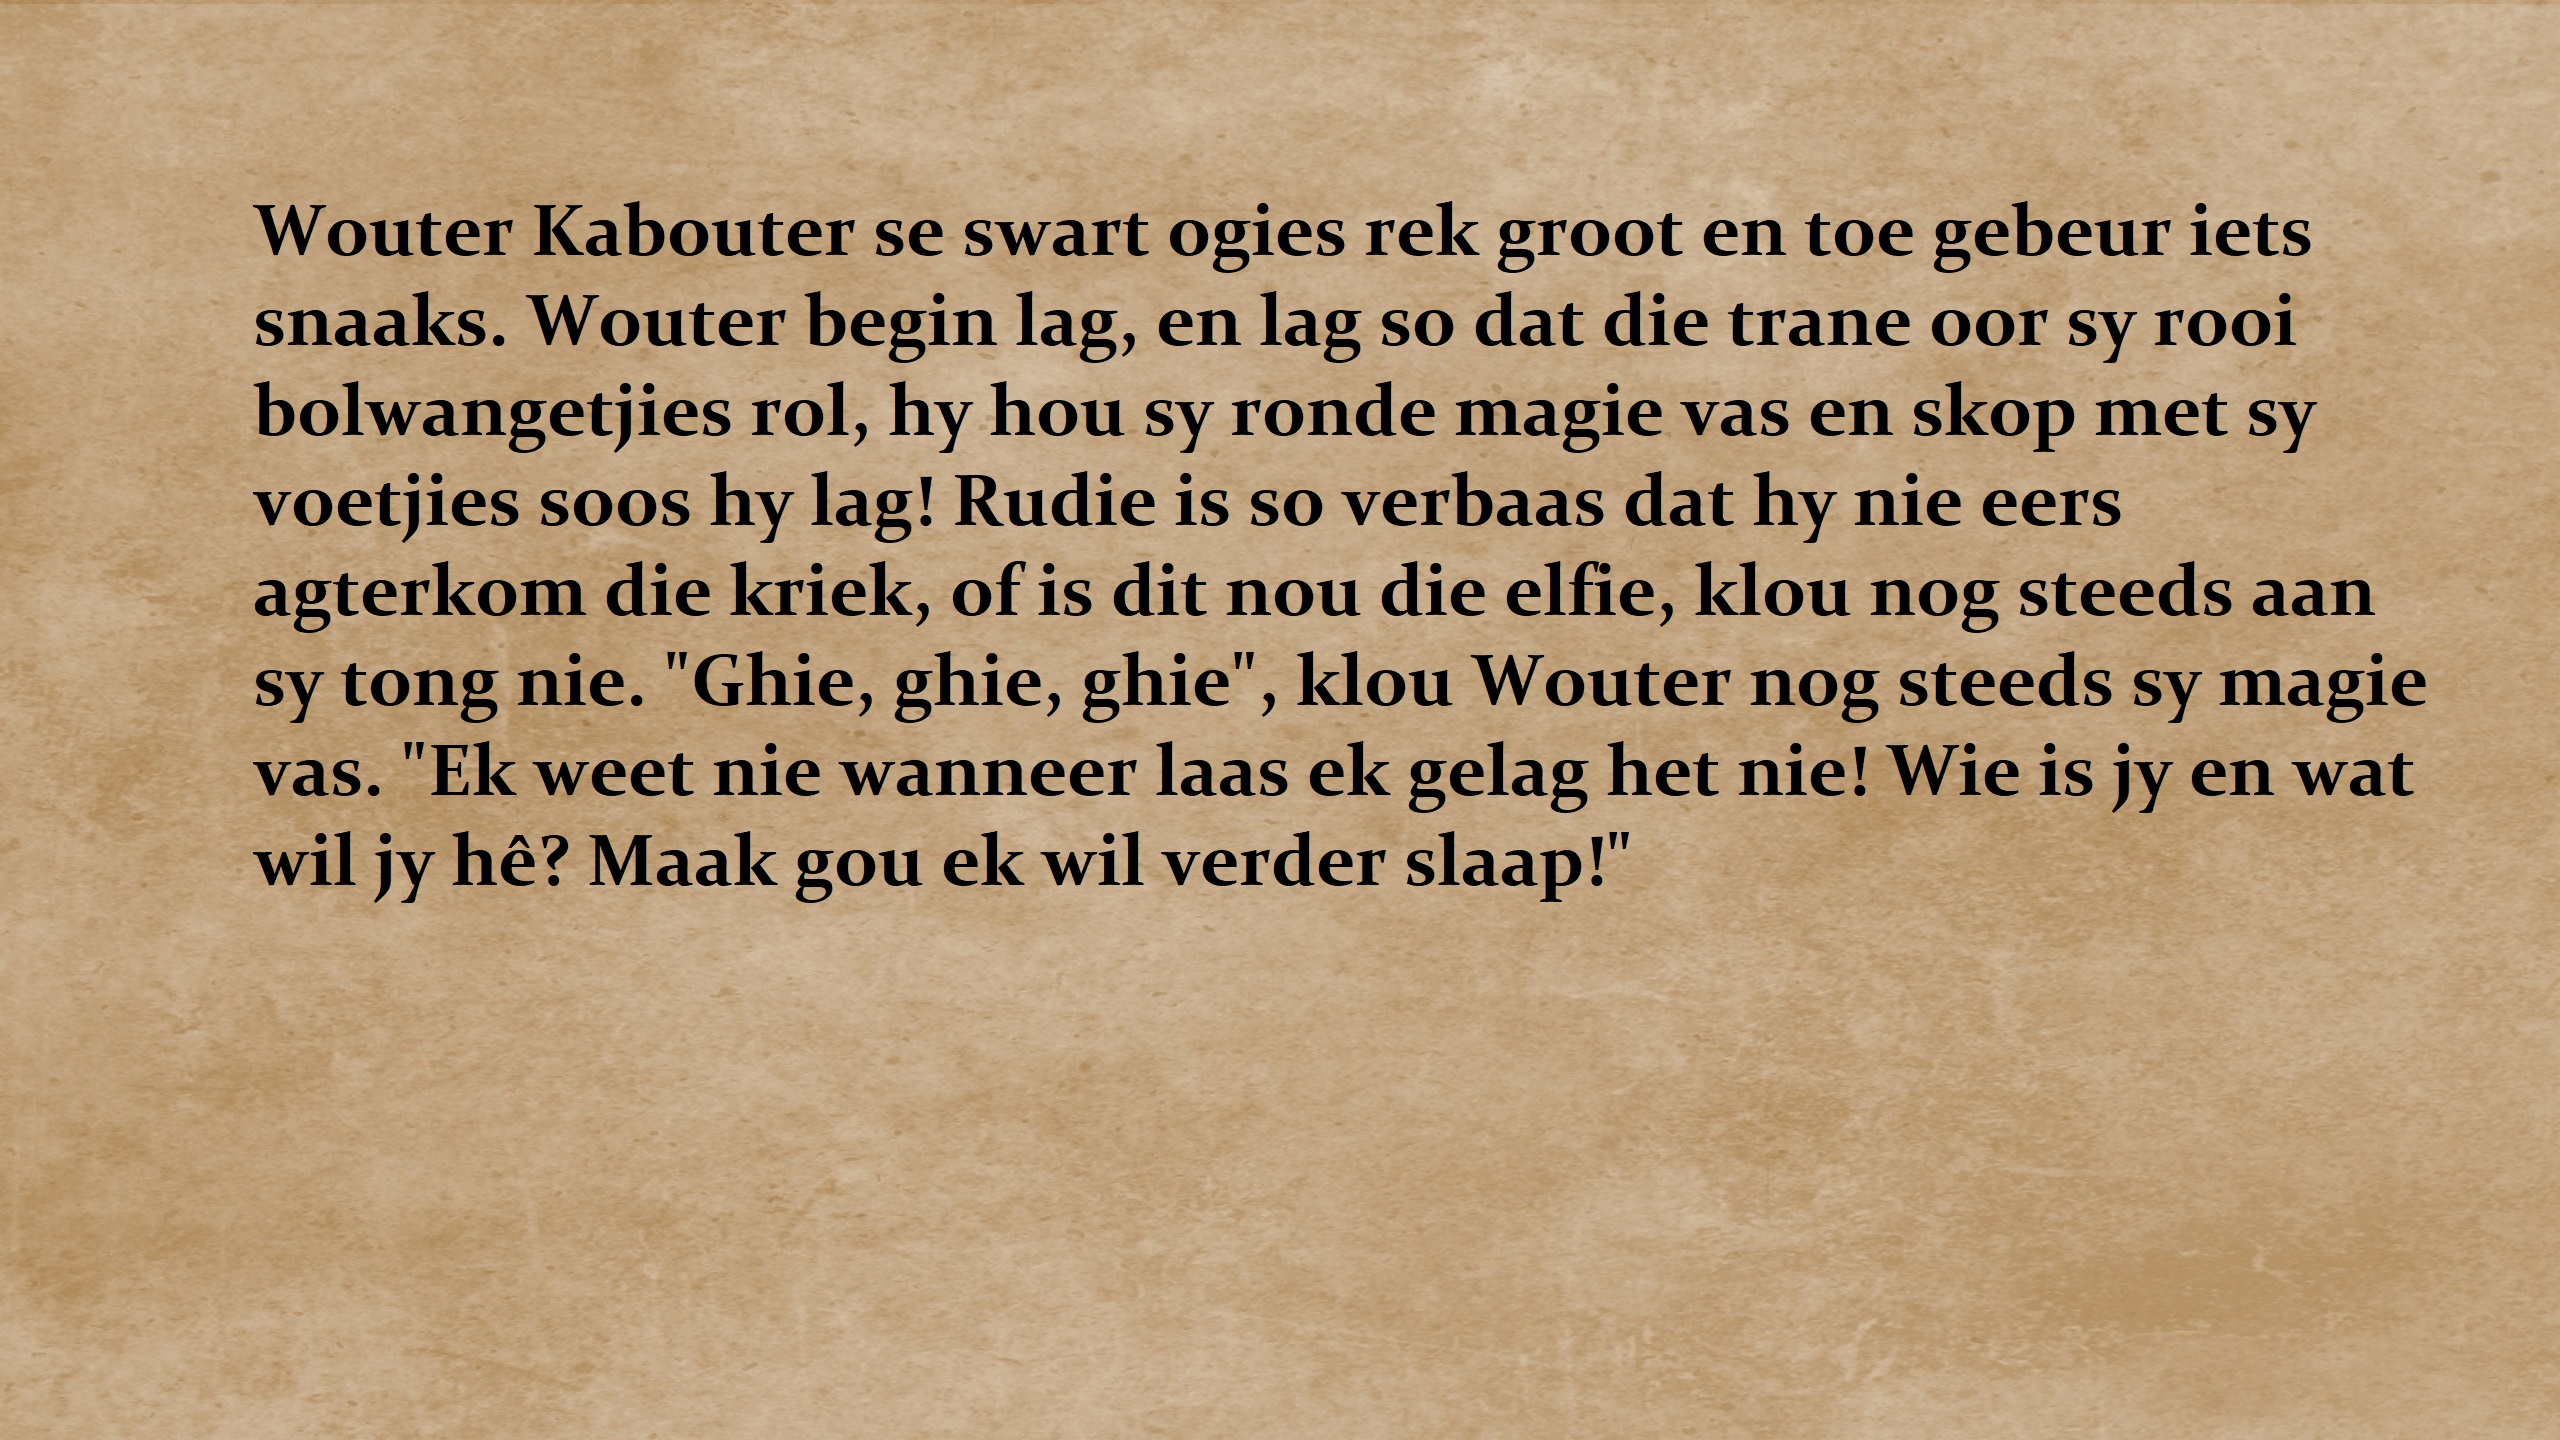 Wouter Kabouter se swart ogies rek groot en toe gebeur iets
snaaks. Wouter begin lag, en lag so dat die trane oor sy rooi
bolwangetjies rol, hy hou sy ronde magie vas en skop met sy
voetjies soos hy lag! Rudie is so verbaas dat hy nie eers
agterkom die kriek, of is dit nou die elfie, klou nog steeds aan
sy tong nie. "Ghie, ghie, ghie", klou Wouter nog steeds sy magie
vas. "Ek weet nie wanneer laas ek gelag het nie! Wie is jy en wat
wil jy hê? Maak gou ek wil verder slaap!"